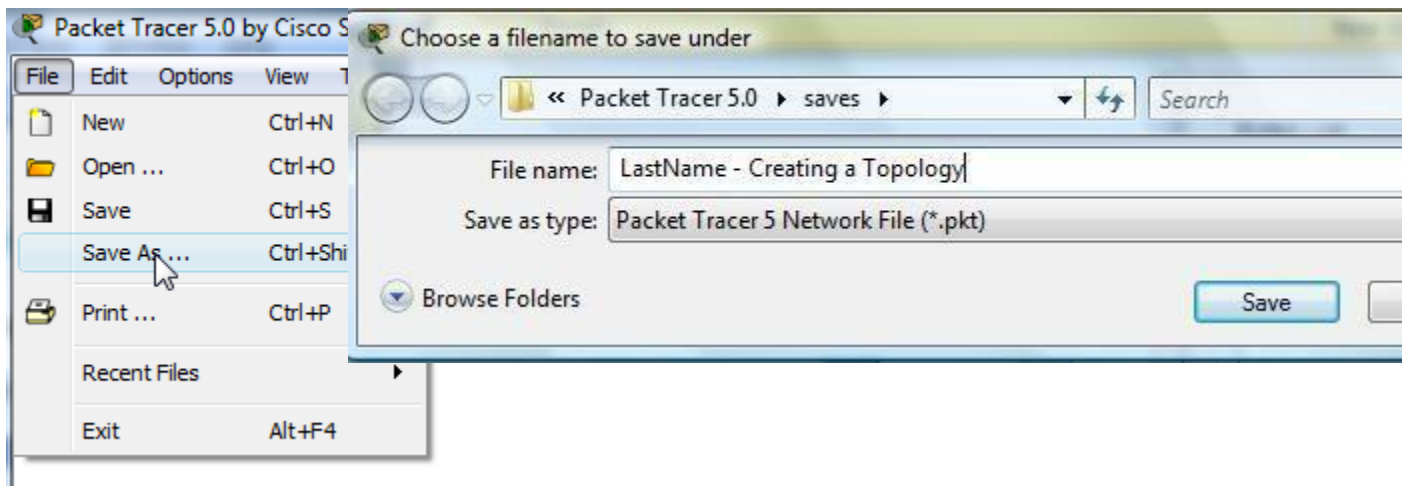 Packet Tracer 5.0 by Cisco S
File Edit Options View T
New Ctrl+N
Open ... Ctrl+O
Save Ctrl+S
Save As ... Ctrl+Shi
Print ... Ctrl+P
Recent Files
Exit Alt+F4
Choose a filename to save under
« Packet Tracer 5.0 saves
Search
File name: LastName - Creating a Topology
Save as type: Packet Tracer 5 Network File (*.pkt)
Browse Folders
Save